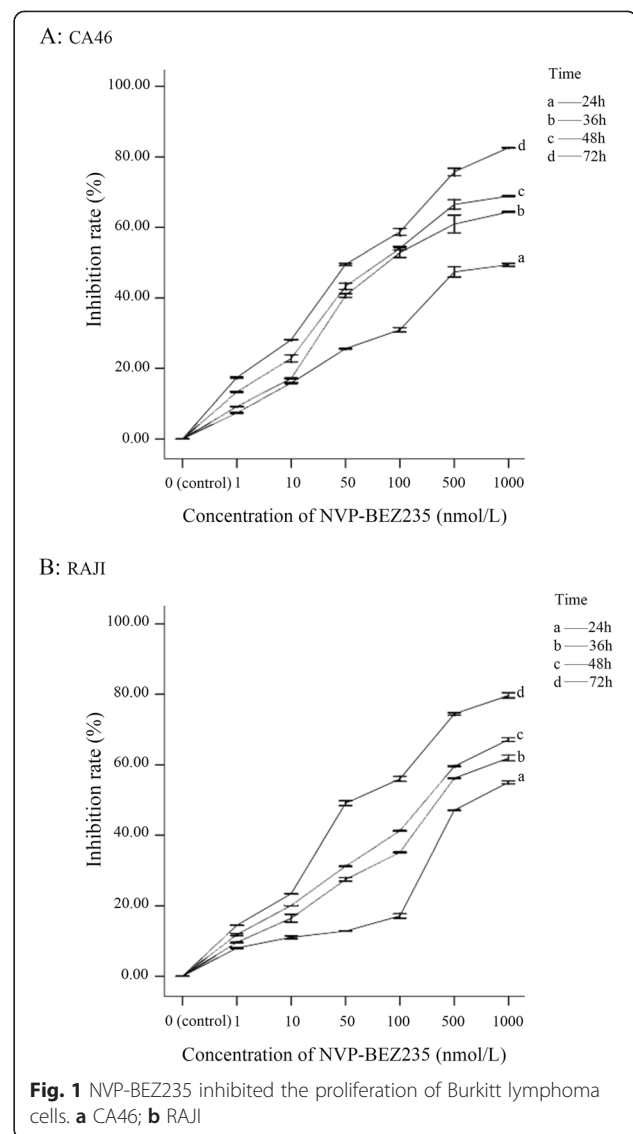 A: CA46
Time
a — 24h
b — 36h
c — 48h
d — 72h
100.00
80.00
60.00
40.00
20.00
0.00
Inhibition rate (%)
d
c
b
a
0 (control) 1 10 50 100 500 1000
Concentration of NVP-BEZ235 (nmol/L)
B: RAJI
Time
a — 24h
b — 36h
c — 48h
d — 72h
100.00
80.00
60.00
40.00
20.00
0.00
Inhibition rate (%)
d
c
b
a
0 (control) 1 10 50 100 500 1000
Concentration of NVP-BEZ235 (nmol/L)
Fig. 1 NVP-BEZ235 inhibited the proliferation of Burkitt lymphoma
cells. a CA46; b RAJI